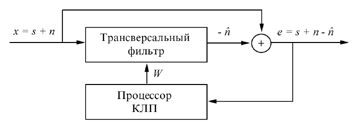 x = s + n
Трансверсальный
фильтр
- n̂
+
e = s + n - n̂
W
Процессор
КЛП